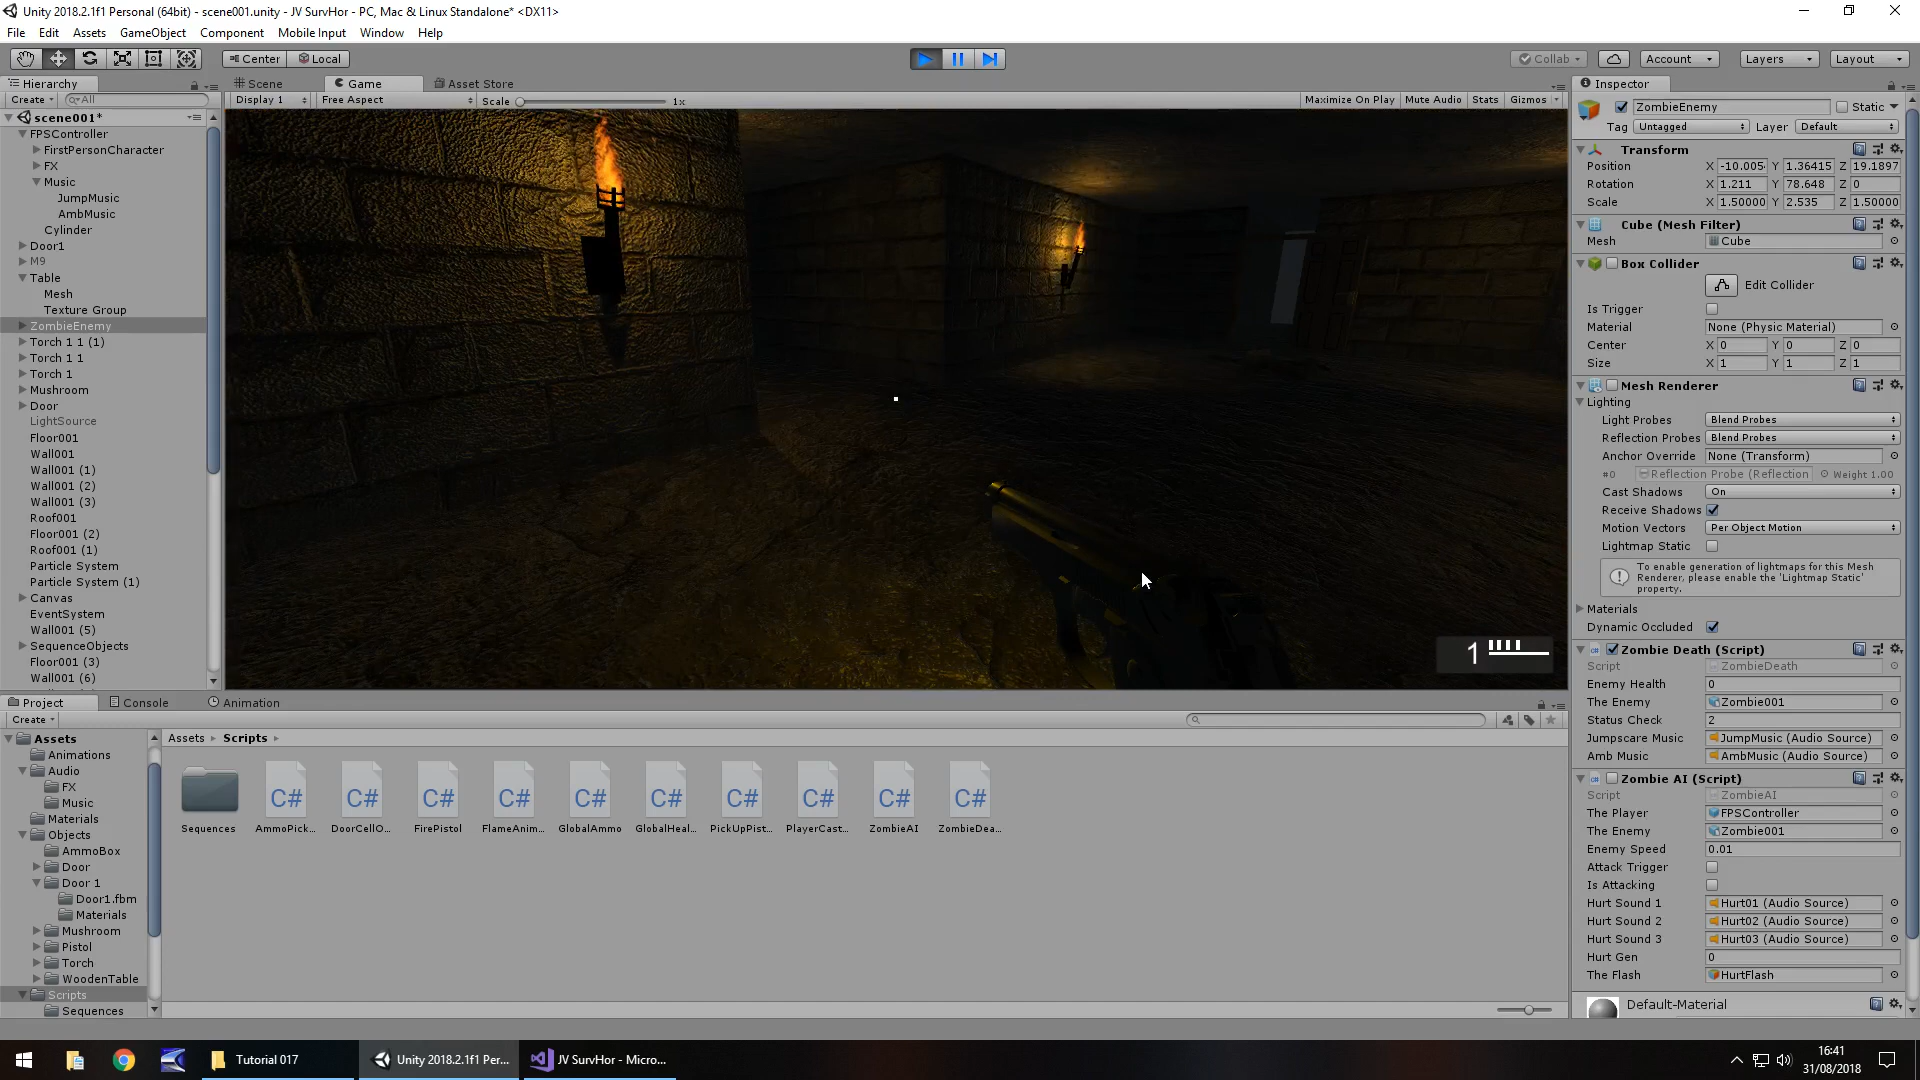 Unity 2018.2.1f1 Personal (64bit) - scene001.unity - JV SurvHor - PC, Mac & Linux Standalone* <DX11>
File Edit Assets GameObject Component Mobile Input Window Help
Center Local Collab Account Layers Layout
Hierarchy Scene Game Asset Store Inspector
Create All Display 1 Free Aspect Scale 1x Maximize On Play Mute Audio Stats Gizmos
scene001*
FPSController
FirstPersonCharacter
FX
Music
JumpMusic
AmbMusic
Cylinder
Door1
M9
Table
Mesh
Texture Group
ZombieEnemy
Torch 1 1 (1)
Torch 1 1
Torch 1
Mushroom
Door
LightSource
Floor001
Wall001
Wall001 (1)
Wall001 (2)
Wall001 (3)
Roof001
Floor001 (2)
Roof001 (1)
Particle System
Particle System (1)
Canvas
EventSystem
Wall001 (5)
SequenceObjects
Floor001 (3)
Wall001 (6)
1
ZombieEnemy Static
Tag Untagged Layer Default
Transform
Position X -10.005 Y 1.36415 Z 19.1897
Rotation X 1.211 Y 78.648 Z 0
Scale X 1.50000 Y 2.535 Z 1.50000
Cube (Mesh Filter)
Mesh Cube
Box Collider
Edit Collider
Is Trigger
Material None (Physic Material)
Center X 0 Y 0 Z 0
Size X 1 Y 1 Z 1
Mesh Renderer
Lighting
Light Probes Blend Probes
Reflection Probes Blend Probes
Anchor Override None (Transform)
#0 Reflection Probe (Reflection Weight 1.00
Cast Shadows On
Receive Shadows
Motion Vectors Per Object Motion
Lightmap Static
To enable generation of lightmaps for this Mesh
Renderer, please enable the 'Lightmap Static'
property.
Materials
Dynamic Occluded
Zombie Death (Script)
Script ZombieDeath
Enemy Health 0
The Enemy Zombie001
Status Check 2
Jumpscare Music JumpMusic (Audio Source)
Amb Music AmbMusic (Audio Source)
Zombie AI (Script)
Script ZombieAI
The Player FPSController
The Enemy Zombie001
Enemy Speed 0.01
Attack Trigger
Is Attacking
Hurt Sound 1 Hurt01 (Audio Source)
Hurt Sound 2 Hurt02 (Audio Source)
Hurt Sound 3 Hurt03 (Audio Source)
Hurt Gen 0
The Flash HurtFlash
Default-Material
Project Console Animation
Create
Assets
Animations
Audio
FX
Music
Materials
Objects
AmmoBox
Door
Door 1
Door1.fbm
Materials
Mushroom
Pistol
Torch
WoodenTable
Scripts
Sequences
Assets Scripts
C# C# C# C# C# C# C# C# C# C#
Sequences AmmoPick... DoorCellO... FirePistol FlameAnim... GlobalAmmo GlobalHeal... PickUpPist... PlayerCast... ZombieAI ZombieDea...
Tutorial 017 Unity 2018.2.1f1 Per... JV SurvHor - Micro...
16:41
31/08/2018